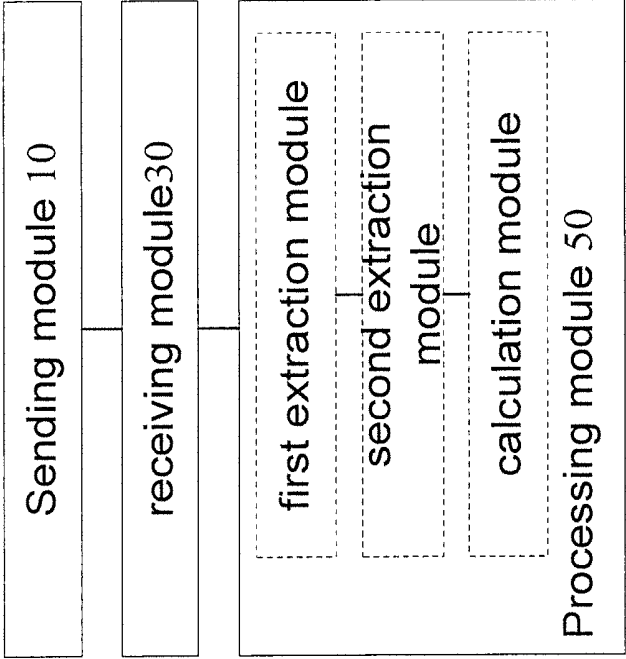 Sending module 10
receiving module30
first extraction module
second extraction
module
calculation module
Processing module 50